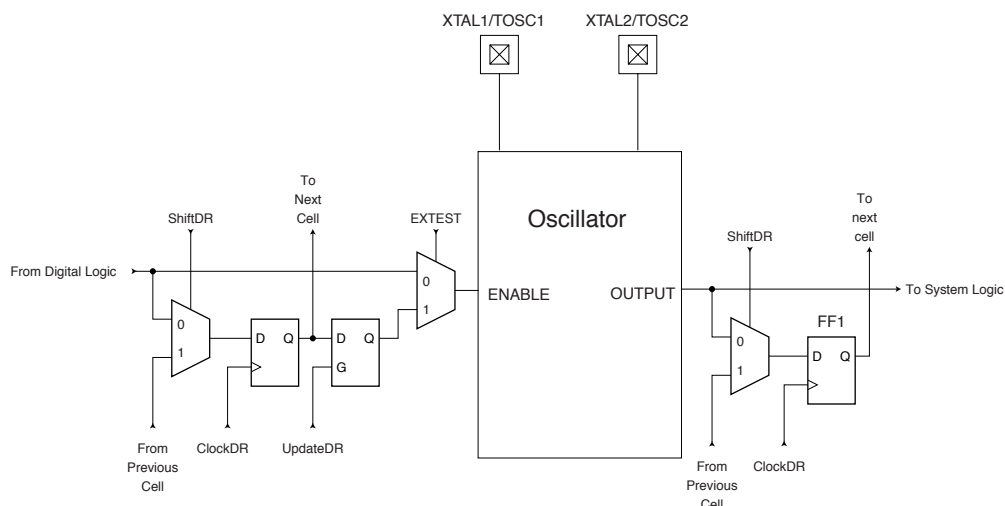 XTAL1/TOSC1
XTAL2/TOSC2
To
Next
Cell
ShiftDR
EXTEST
From Digital Logic
0
1
0
1
D Q
D Q
G
From
Previous
Cell
ClockDR
UpdateDR
Oscillator
ENABLE
OUTPUT
To
next
cell
ShiftDR
To System Logic
FF1
0
1
D Q
From
Previous
Cell
ClockDR